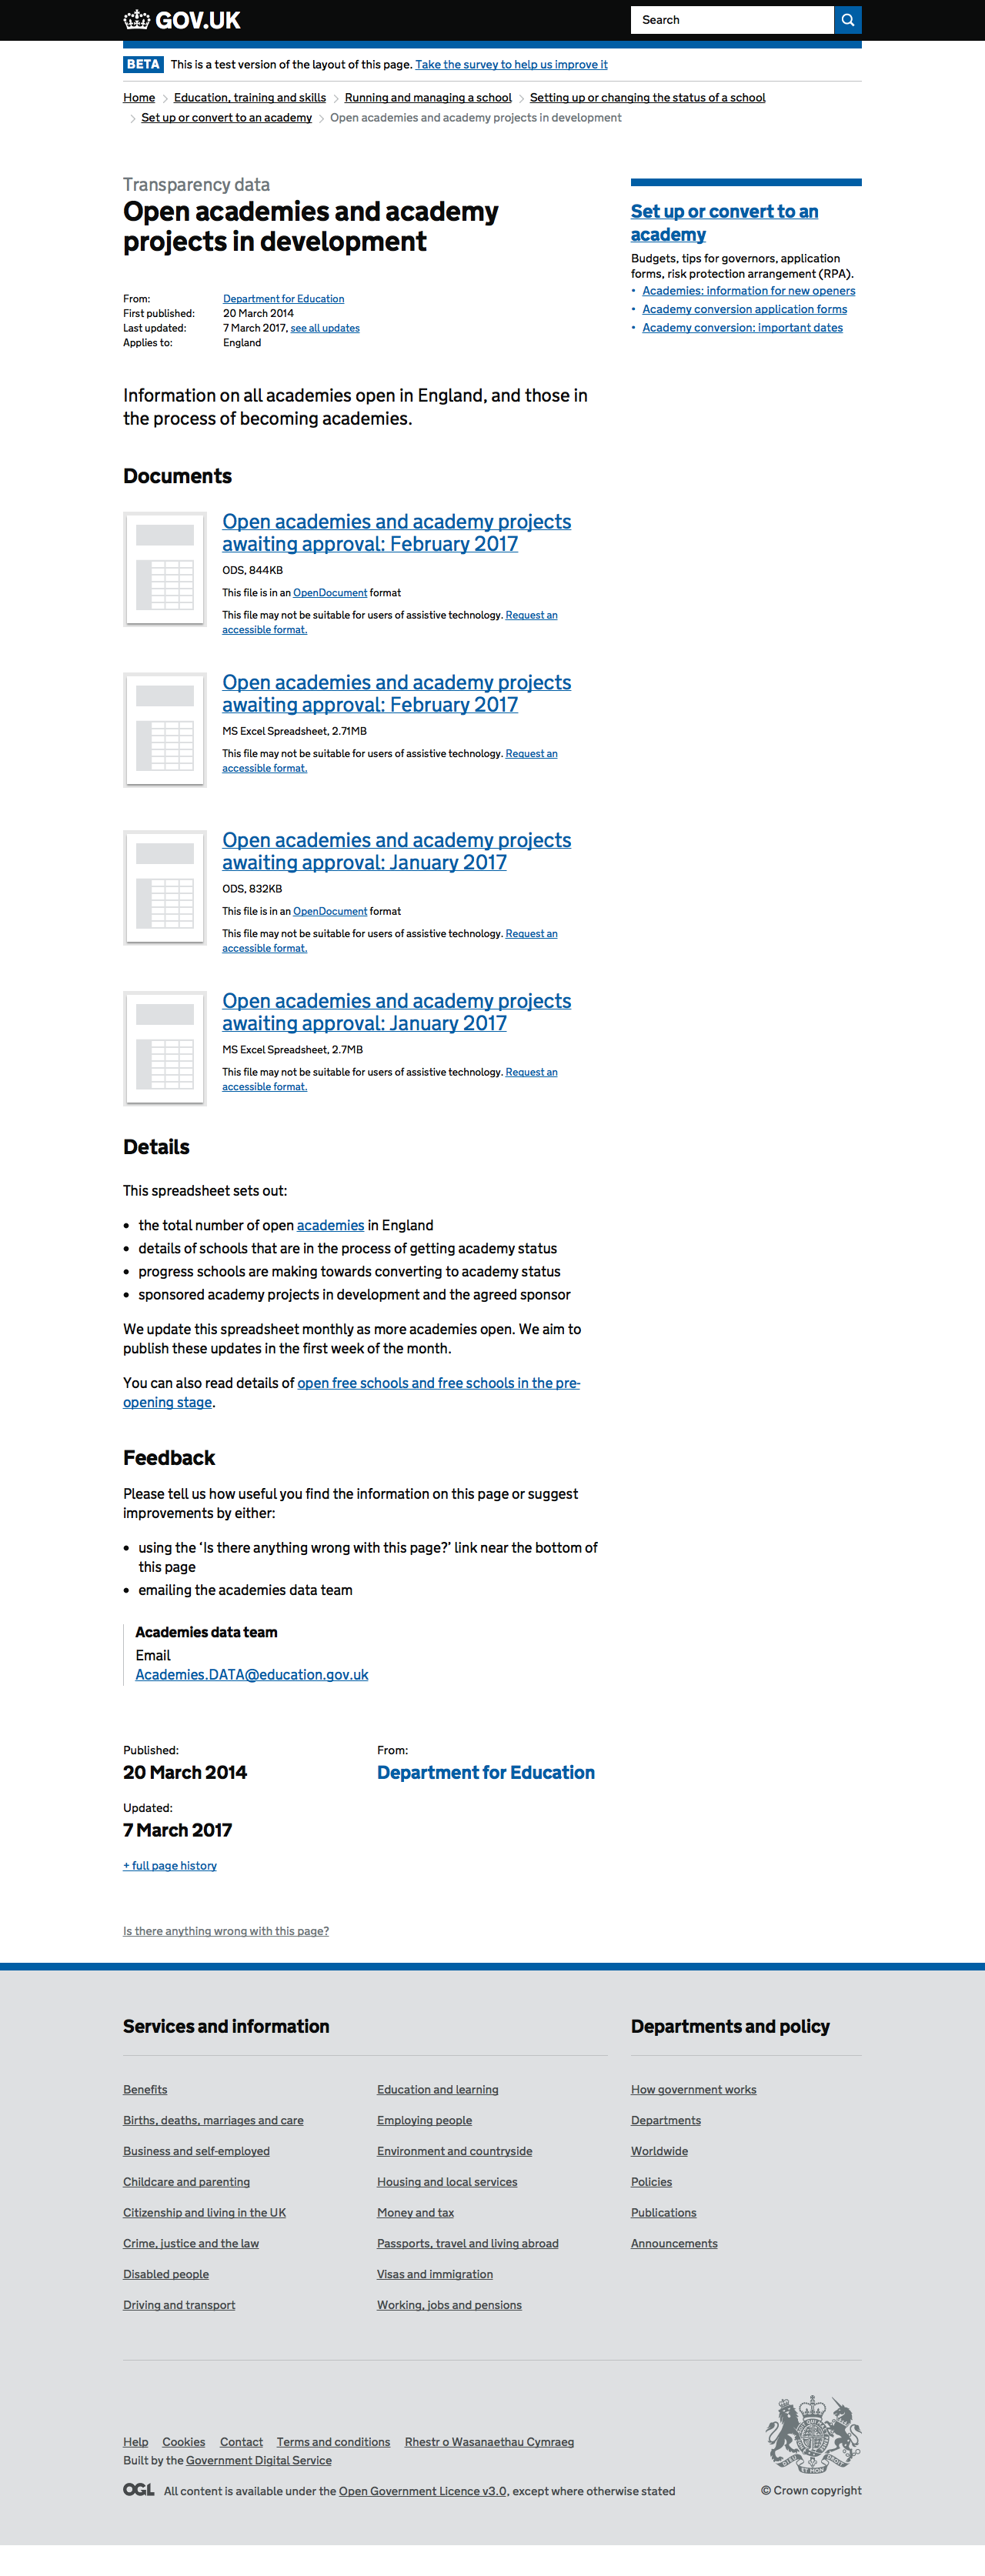 GOV.UK
Search
BETA This is a test version of the layout of this page. Take the survey to help us improve it
Home Education, training and skills Running and managing a school Setting up or changing the status of a school
Set up or convert to an academy Open academies and academy projects in development
Transparency data
Open academies and academy
projects in development
From: Department for Education
First published: 20 March 2014
Last updated: 7 March 2017, see all updates
Applies to: England
Set up or convert to an
academy
Budgets, tips for governors, application
forms, risk protection arrangement (RPA).
• Academies: information for new openers
• Academy conversion application forms
• Academy conversion: important dates
Information on all academies open in England, and those in
the process of becoming academies.
Documents
Open academies and academy projects
awaiting approval: February 2017
ODS, 844KB
This file is in an OpenDocument format
This file may not be suitable for users of assistive technology. Request an
accessible format.
Open academies and academy projects
awaiting approval: February 2017
MS Excel Spreadsheet, 2.71MB
This file may not be suitable for users of assistive technology. Request an
accessible format.
Open academies and academy projects
awaiting approval: January 2017
ODS, 832KB
This file is in an OpenDocument format
This file may not be suitable for users of assistive technology. Request an
accessible format.
Open academies and academy projects
awaiting approval: January 2017
MS Excel Spreadsheet, 2.7MB
This file may not be suitable for users of assistive technology. Request an
accessible format.
Details
This spreadsheet sets out:
• the total number of open academies in England
• details of schools that are in the process of getting academy status
• progress schools are making towards converting to academy status
• sponsored academy projects in development and the agreed sponsor
We update this spreadsheet monthly as more academies open. We aim to
publish these updates in the first week of the month.
You can also read details of open free schools and free schools in the pre-
opening stage.
Feedback
Please tell us how useful you find the information on this page or suggest
improvements by either:
• using the ‘Is there anything wrong with this page?’ link near the bottom of
this page
• emailing the academies data team
Academies data team
Email
Academies.DATA@education.gov.uk
Published:
20 March 2014
From:
Department for Education
Updated:
7 March 2017
+ full page history
Is there anything wrong with this page?
Services and information
Benefits
Births, deaths, marriages and care
Business and self-employed
Childcare and parenting
Citizenship and living in the UK
Crime, justice and the law
Disabled people
Driving and transport
Education and learning
Employing people
Environment and countryside
Housing and local services
Money and tax
Passports, travel and living abroad
Visas and immigration
Working, jobs and pensions
Departments and policy
How government works
Departments
Worldwide
Policies
Publications
Announcements
Help Cookies Contact Terms and conditions Rhestr o Wasanaethau Cymraeg
Built by the Government Digital Service
OGL All content is available under the Open Government Licence v3.0, except where otherwise stated
© Crown copyright